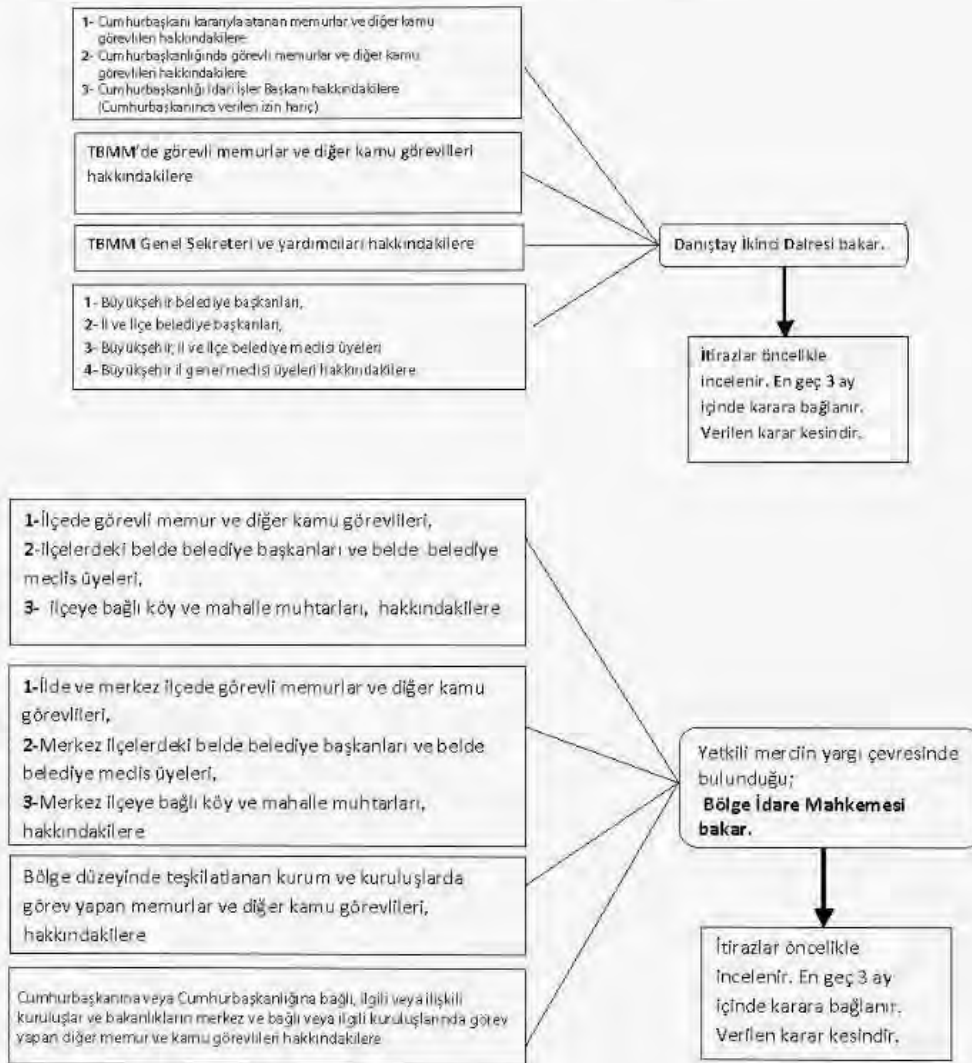 1- Cumhurbaşkanı kararıyla atanan memurlar ve diğer kamu
görevlileri hakkındakilere
2- Cumhurbaşkanlığında görevli memurlar ve diğer kamu
görevlileri hakkındakilere
3- Cumhurbaşkanlığı İdari İşler Başkanı hakkındakilere
(Cumhurbaşkanınca verilen izin hariç)
TBMM'de görevli memurlar ve diğer kamu görevlileri
hakkındakilere
TBMM Genel Sekreteri ve yardımcıları hakkındakilere
1- Büyükşehir belediye başkanları,
2- İl ve İlçe belediye başkanları,
3- Büyükşehir, il ve ilçe belediye meclisi üyeleri
4- Büyükşehir il genel meclisi üyeleri hakkındakilere
Danıştay İkinci Dairesi bakar.
İtirazlar öncelikle
incelenir. En geç 3 ay
içinde karara bağlanır.
Verilen karar kesindir.
1-İlçede görevli memur ve diğer kamu görevlileri,
2-ilçelerdeki belde belediye başkanları ve belde belediye
meclis üyeleri,
3- ilçeye bağlı köy ve mahalle muhtarları, hakkındakilere
1-İlde ve merkez ilçede görevli memurlar ve diğer kamu
görevlileri,
2-Merkez ilçelerdeki belde belediye başkanları ve belde
belediye meclis üyeleri,
3-Merkez ilçeye bağlı köy ve mahalle muhtarları,
hakkındakilere
Bölge düzeyinde teşkilatlanan kurum ve kuruluşlarda
görev yapan memurlar ve diğer kamu görevlileri,
hakkındakilere
Cumhurbaşkanına veya Cumhurbaşkanlığına bağlı, ilgili veya ilişkili
kuruluşlar ve bakanlıkların merkez ve bağlı veya ilgili kuruluşlarında görev
yapan diğer memur ve kamu görevlileri hakkındakilere
Yetkili merciin yargı çevresinde
bulunduğu;
Bölge İdare Mahkemesi
bakar.
İtirazlar öncelikle
incelenir. En geç 3 ay
içinde karara bağlanır.
Verilen karar kesindir.